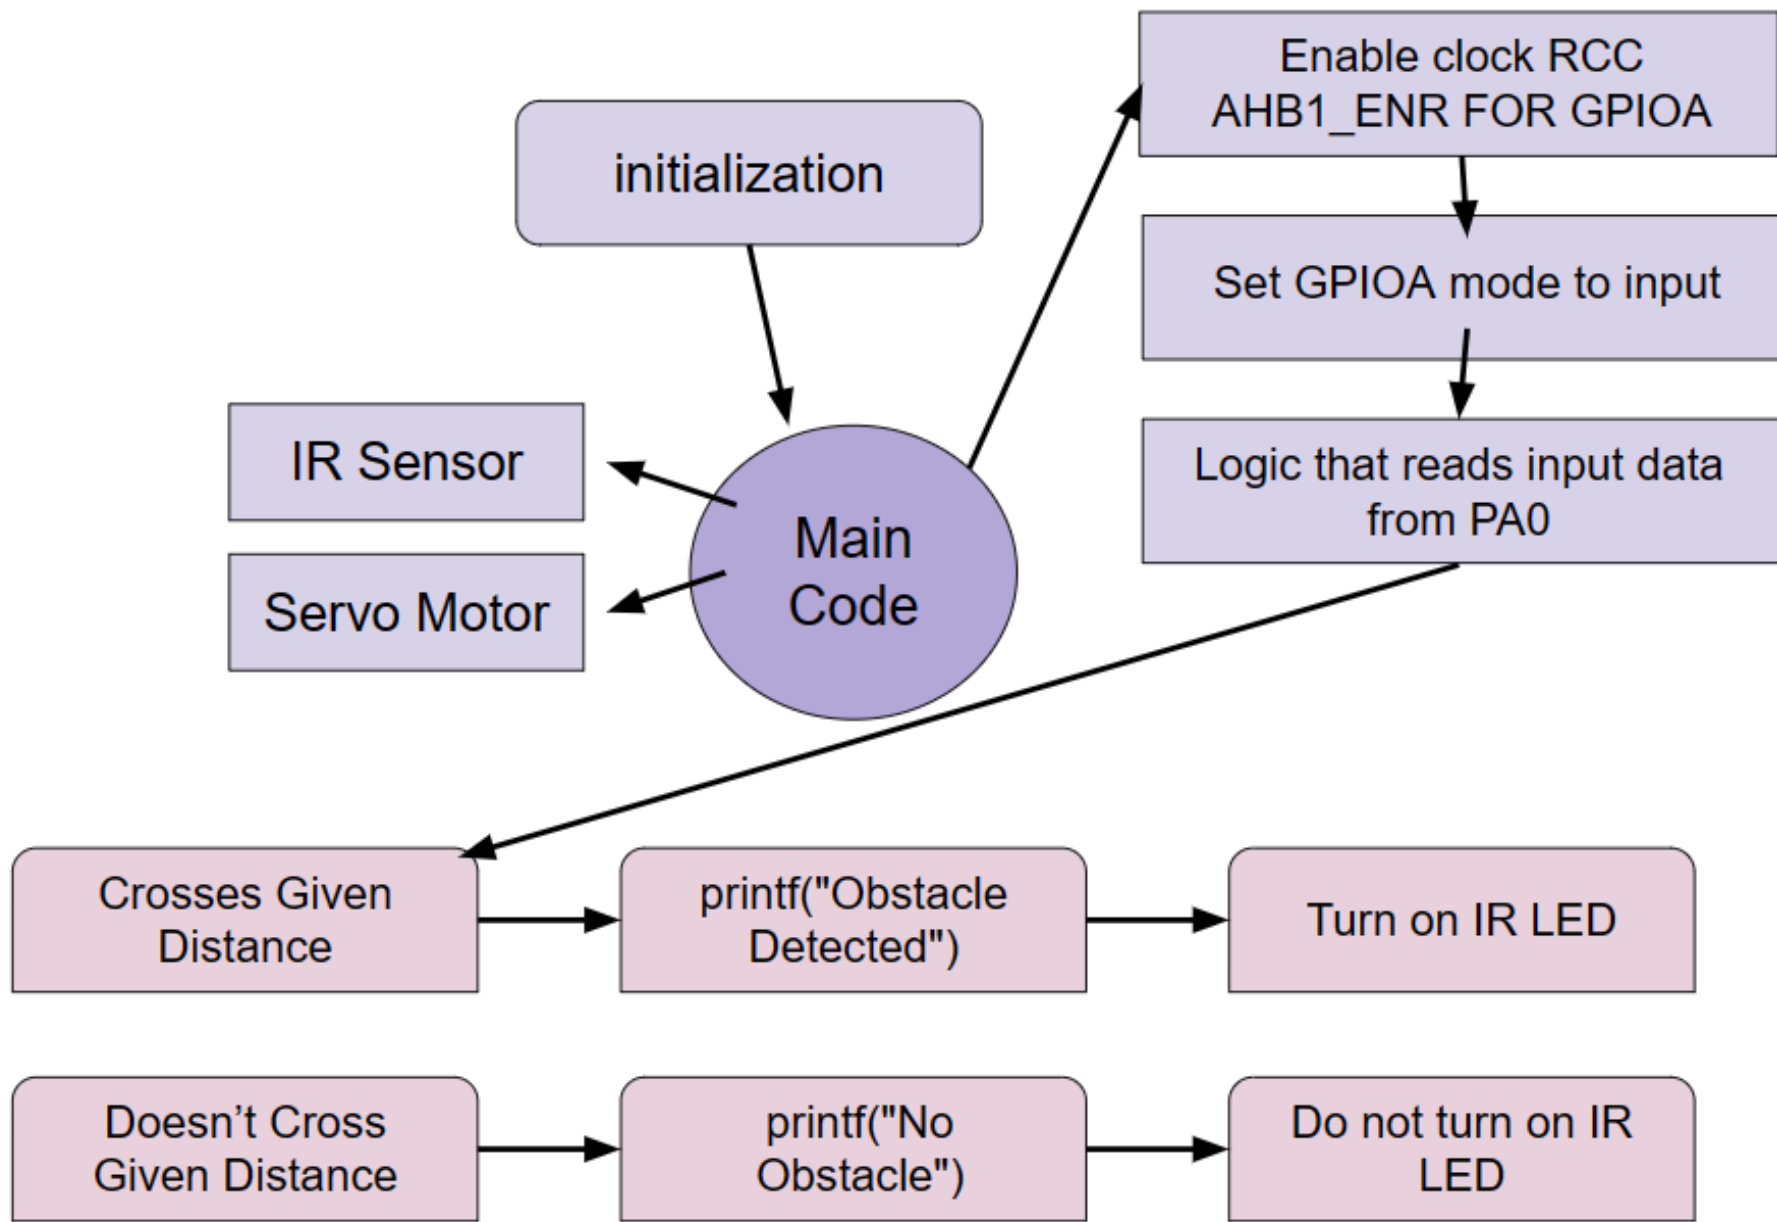 initialization
Enable clock RCC
AHB1_ENR FOR GPIOA
Set GPIOA mode to input
Logic that reads input data
from PA0
IR Sensor
Servo Motor
Main
Code
Crosses Given
Distance
printf("Obstacle
Detected")
Turn on IR LED
Doesn’t Cross
Given Distance
printf("No
Obstacle")
Do not turn on IR
LED